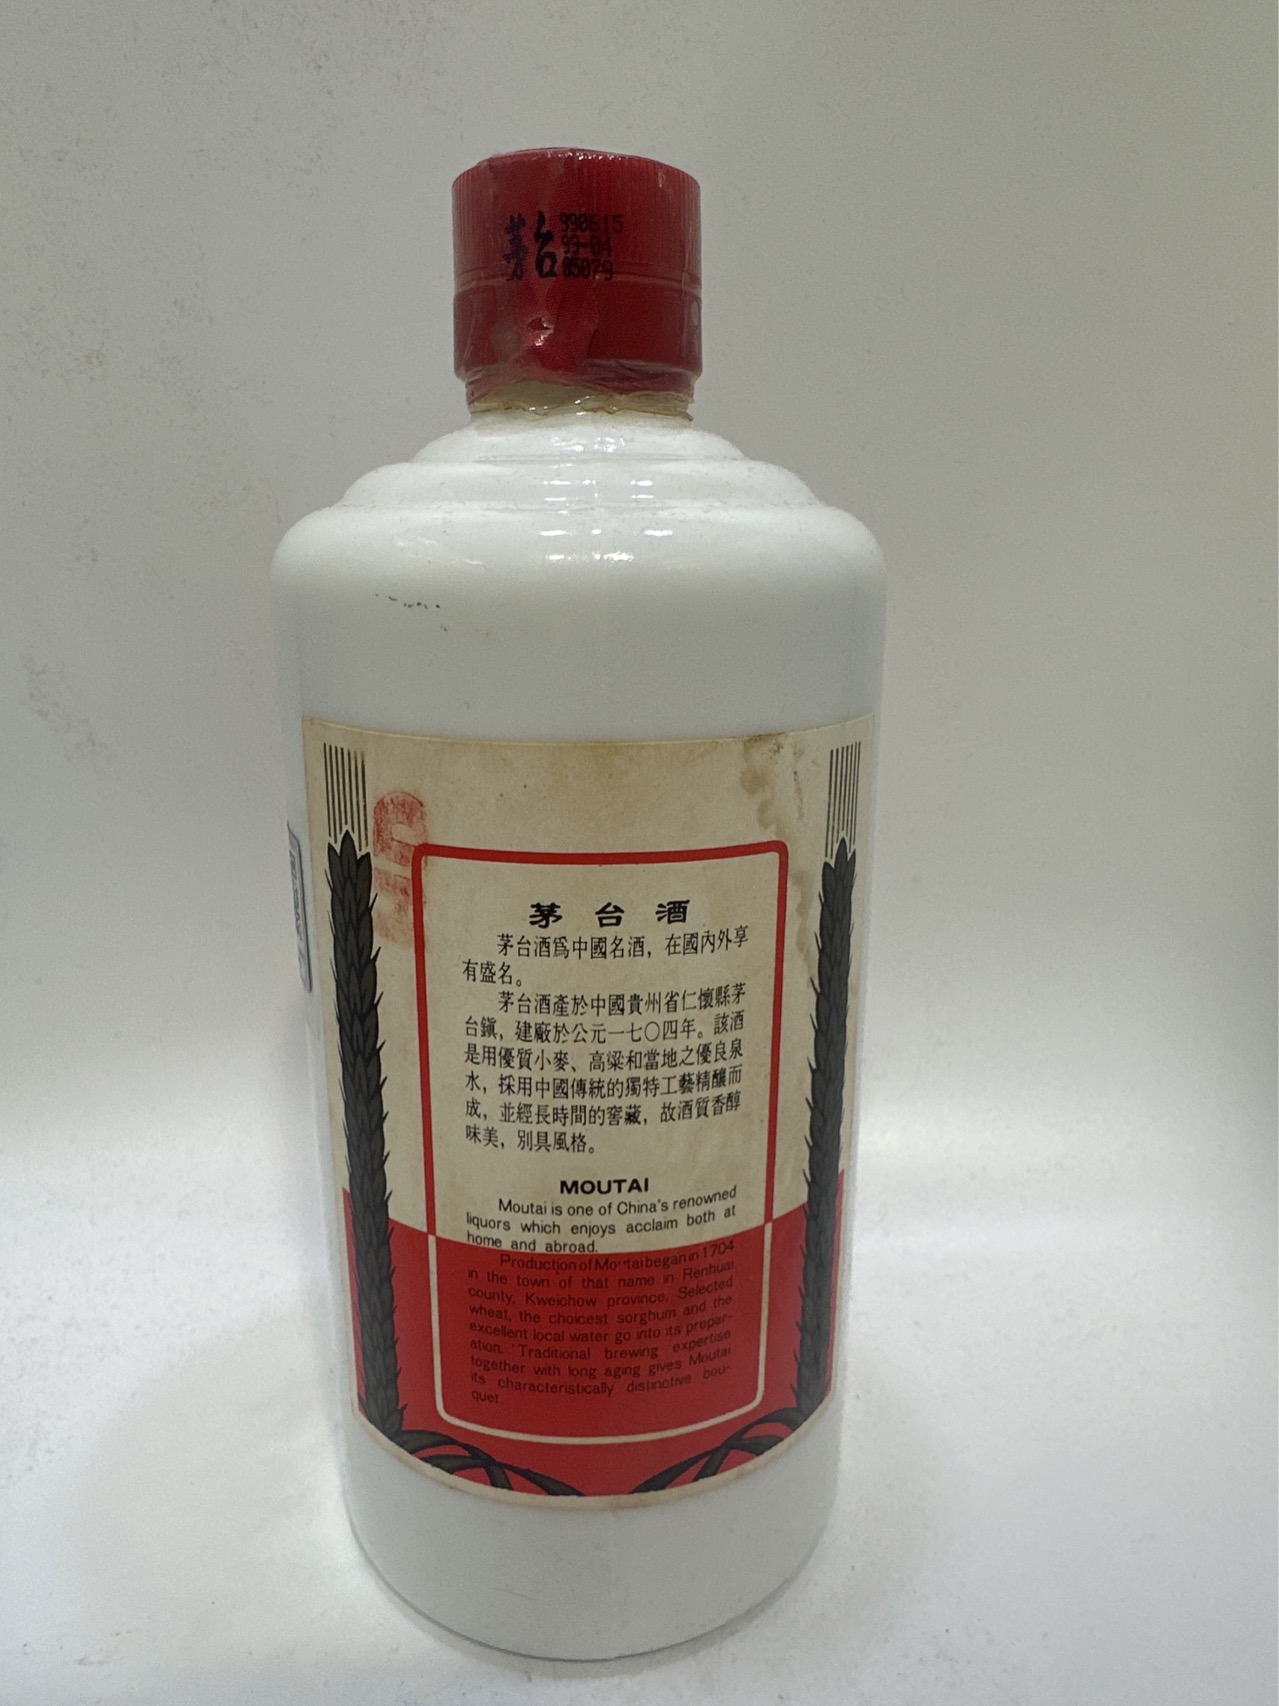 茅台
990615
99-04
05079
茅台酒
茅台酒爲中國名酒，在國內外享
有盛名。
茅台酒產於中國貴州省仁懷縣茅
台鎭，建廠於公元一七〇四年。該酒
是用優質小麥、高粱和當地之優良泉
水，採用中國傳統的獨特工藝精釀而
成，並經長時間的窖藏，故酒質香醇
味美，別具風格。
MOUTAI
Moutai is one of China's renowned
liquors which enjoys acclaim both at
home and abroad.
Production of Moutai began in 1704
in the town of that name in Renhuai
county, Kweichow province. Selected
wheat, the choicest sorghum and the
excellent local water go into its prepar-
ation. Traditional brewing expertise
together with long aging gives Moutai
its characteristically distinctive bou-
quet